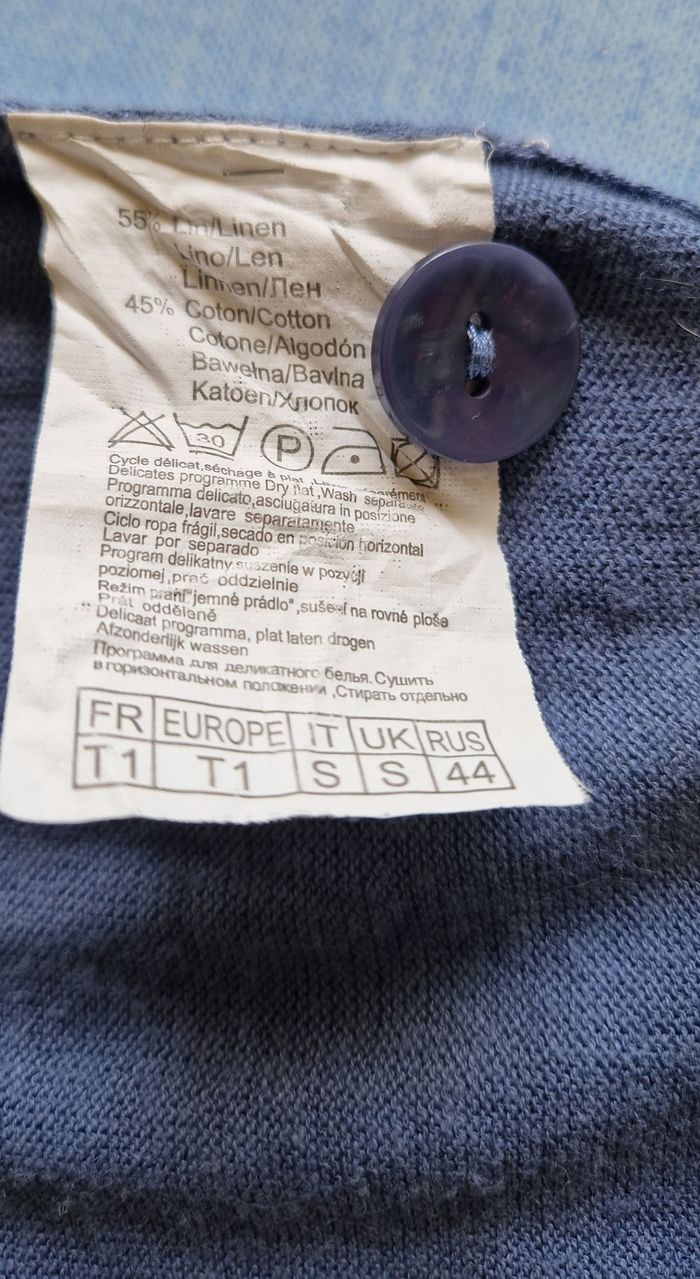 55% Lin/Linen
Lino/Len
Linnen/Лен
45% Coton/Cotton
Cotone/Algodón
Bawełna/Bavlna
Katoen/Хлопок
30 P
Cycle délicat,séchage à plat
Delicates programme Dry flat ,Wash separate
Programma delicato,asciugatura in posizione
orizzontale,lavare separatamente
Ciclo ropa frágil,secado en posición horizontal
Lavar por separado
Program delikatny suszenie w pozycji
poziomej,prać oddzielnie
Režim praní"jemné prádlo",sušení na rovné ploše
Prát odděleně
Delicaat programma, plat laten drogen
Afzonderlijk wassen
Программа для деликатного белья.Сушить
в горизонтальном положении ,Стирать отдельно
FR EUROPE IT UK RUS
T1 T1 S S 44